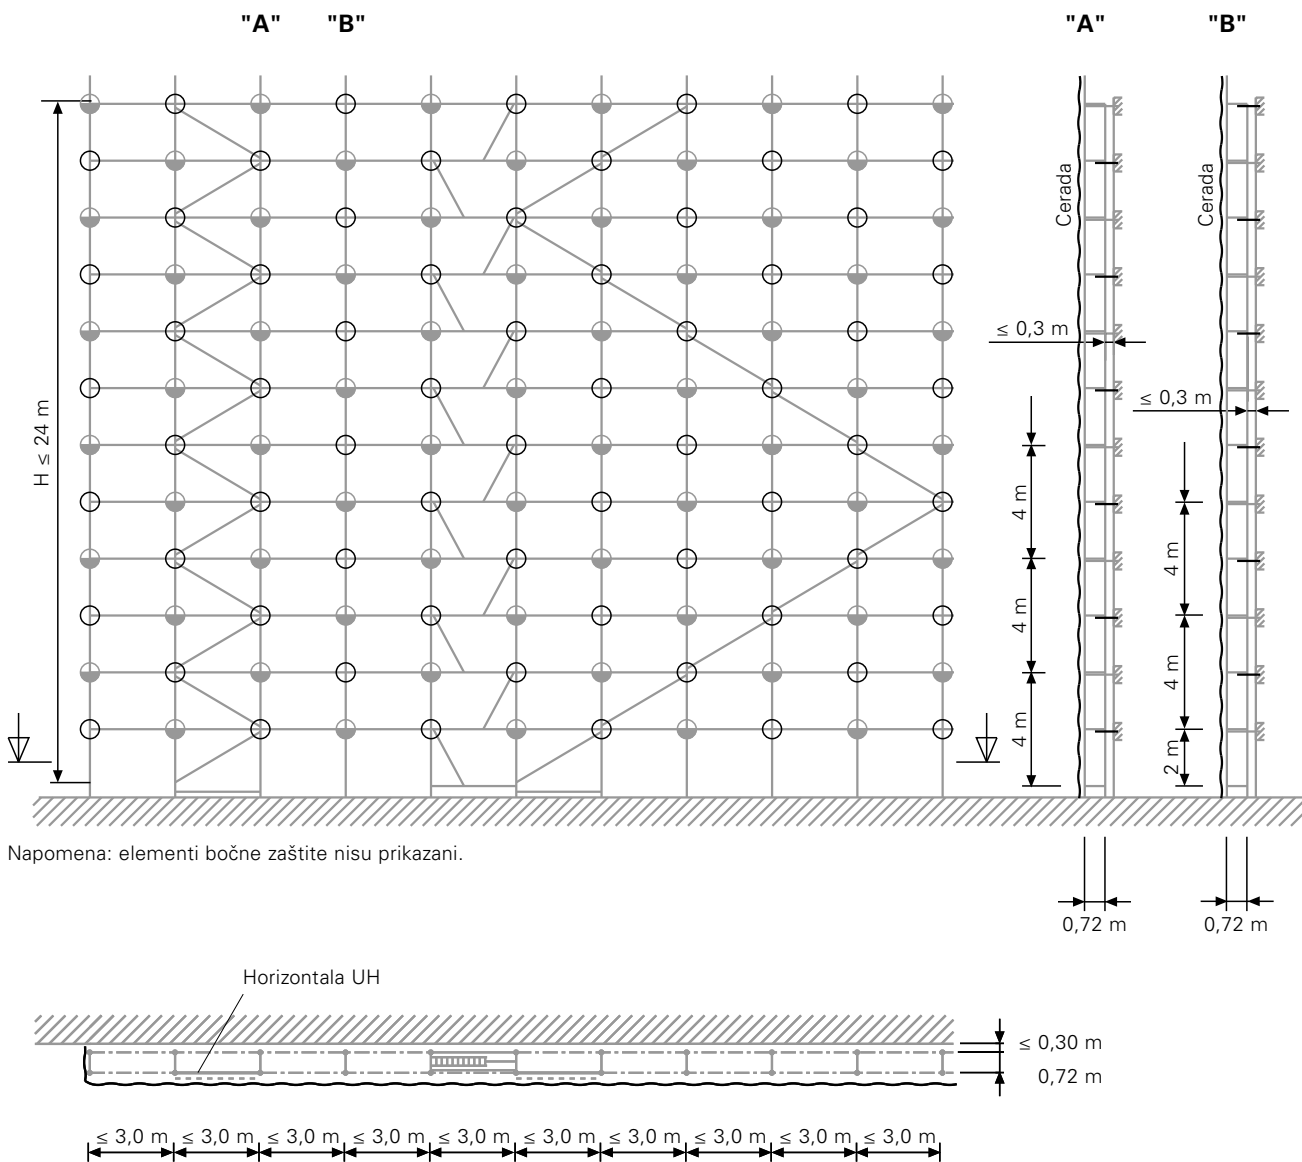 "A" "B" "A" "B"
Cerada
Cerada
≤ 0,3 m
≤ 0,3 m
H ≤ 24 m
4 m
4 m
4 m
4 m
4 m
2 m
Napomena: elementi bočne zaštite nisu prikazani.
0,72 m
0,72 m
Horizontala UH
≤ 0,30 m
0,72 m
≤ 3,0 m ≤ 3,0 m ≤ 3,0 m ≤ 3,0 m ≤ 3,0 m ≤ 3,0 m ≤ 3,0 m ≤ 3,0 m ≤ 3,0 m ≤ 3,0 m